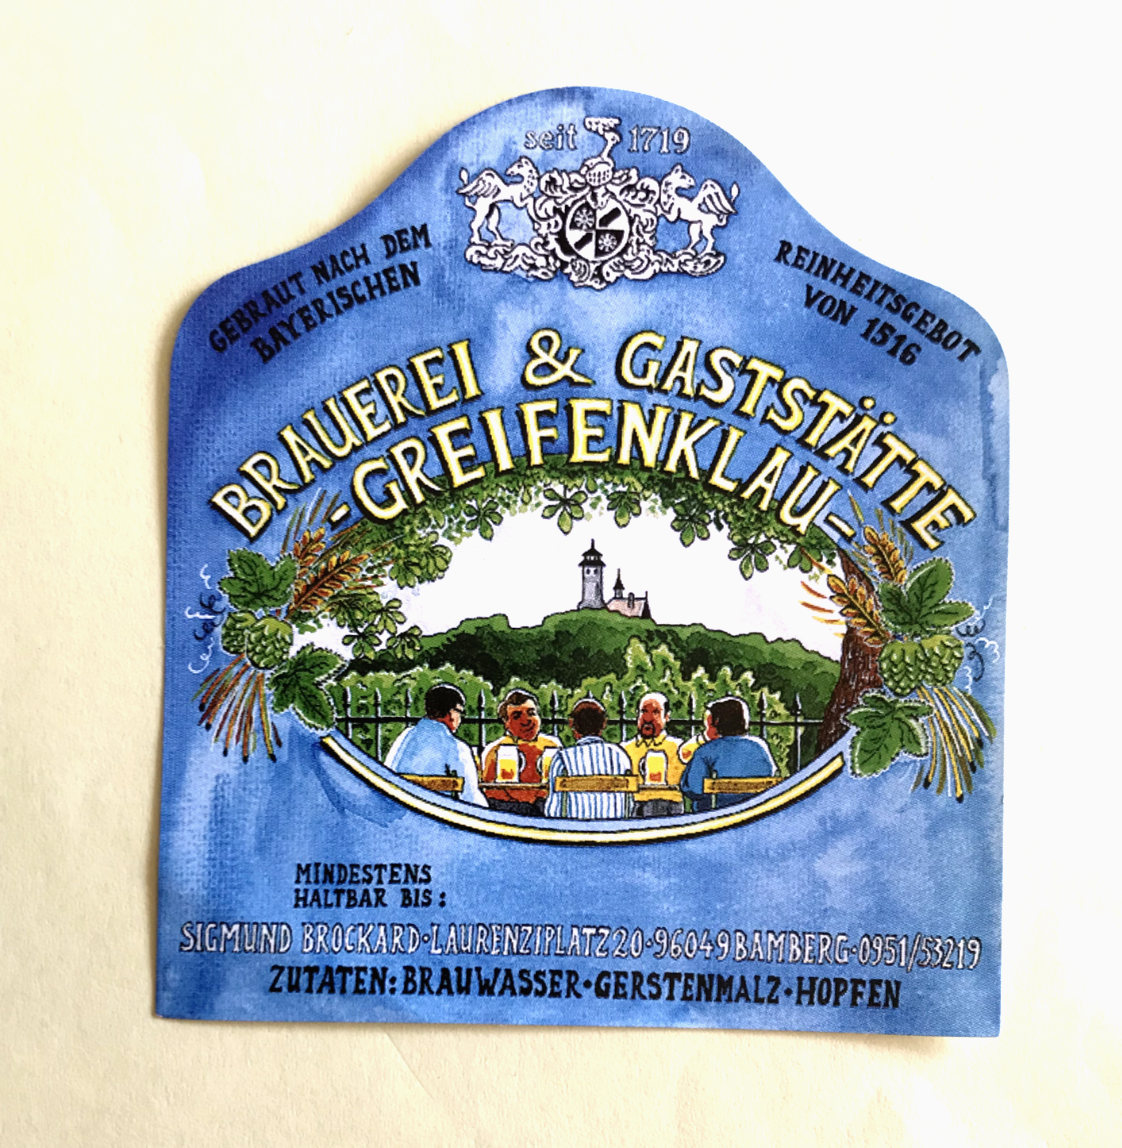 seit 1719
GEBRAUT NACH DEM
BAYERISCHEN
REINHEITSGEBOT
VON 1516
BRAUEREI & GASTSTÄTTE
-GREIFENKLAU-
MINDESTENS
HALTBAR BIS:
SIGMUND BROCKARD·LAURENZIPLATZ 20·96049 BAMBERG·0951/53219
ZUTATEN: BRAUWASSER·GERSTENMALZ·HOPFEN